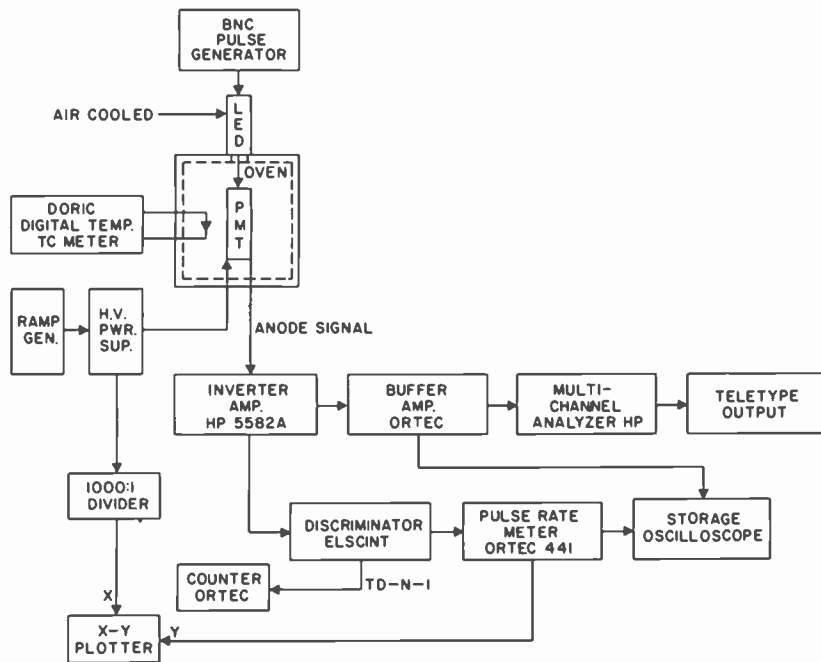 BNC
PULSE
GENERATOR
AIR COOLED
L
E
D
OVEN
P
M
T
DORIC
DIGITAL TEMP.
TC METER
RAMP
GEN.
H.V.
PWR.
SUP.
ANODE SIGNAL
INVERTER
AMP.
HP 5582A
BUFFER
AMP.
ORTEC
MULTI-
CHANNEL
ANALYZER HP
TELETYPE
OUTPUT
1000:1
DIVIDER
DISCRIMINATOR
ELSCINT
PULSE RATE
METER
ORTEC 441
STORAGE
OSCILLOSCOPE
COUNTER
ORTEC
TD-N-1
X
X-Y
PLOTTER
Y